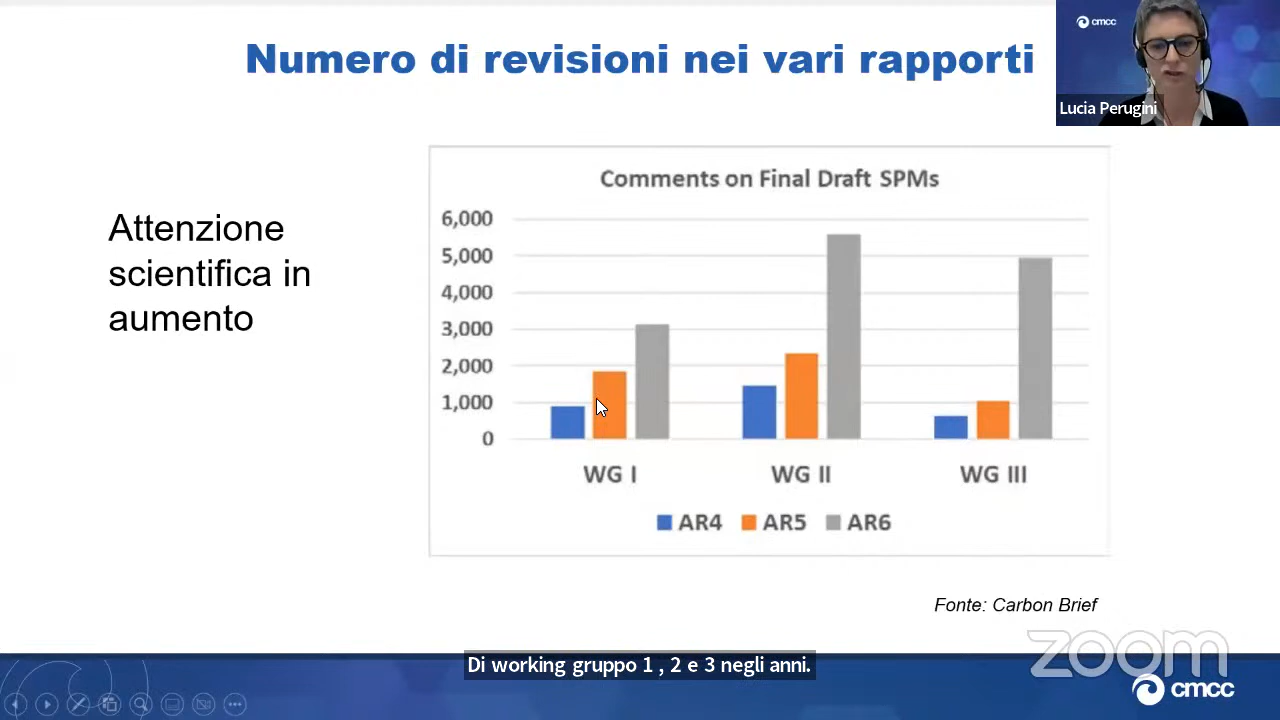 Numero di revisioni nei vari rapporti
cmcc
Lucia Perugini
Attenzione
scientifica in
aumento
Comments on Final Draft SPMs
6,000
5,000
4,000
3,000
2,000
1,000
0
WG I WG II WG III
AR4 AR5 AR6
Fonte: Carbon Brief
zoom
Di working gruppo 1 , 2 e 3 negli anni.
cmcc